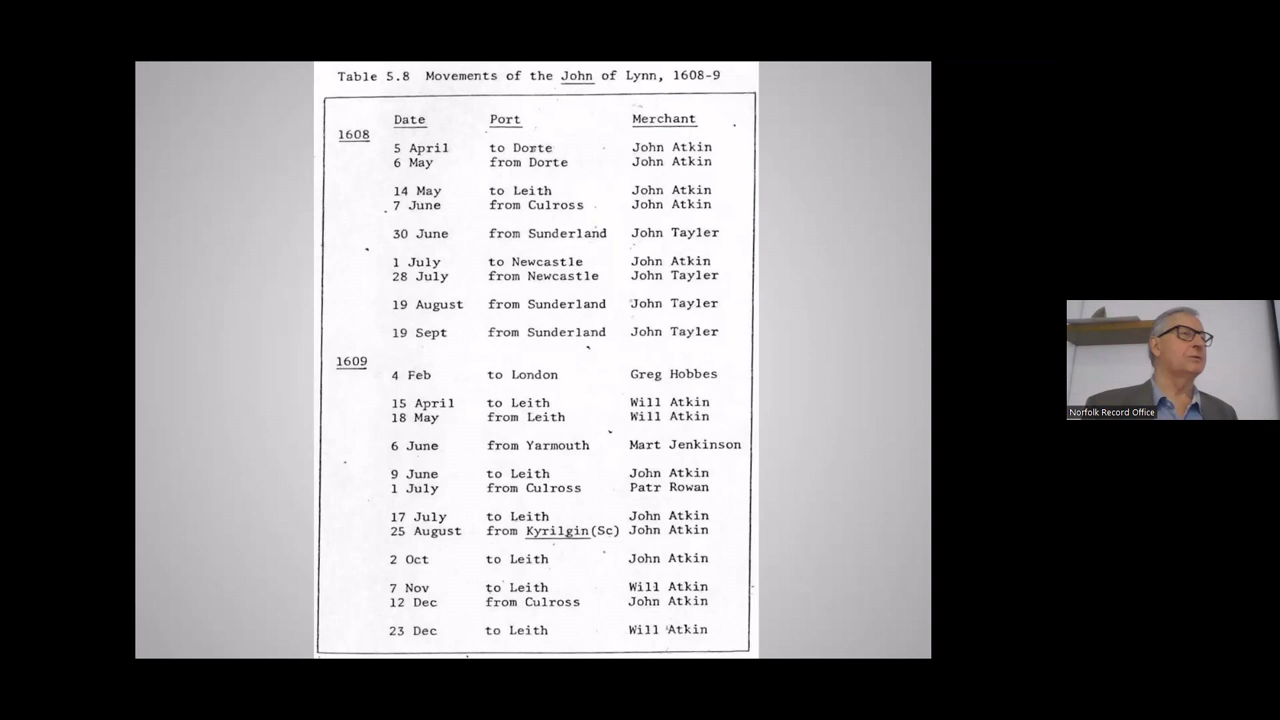 Table 5.8 Movements of the John of Lynn, 1608-9
Date Port Merchant
1608
5 April to Dorte John Atkin
6 May from Dorte John Atkin
14 May to Leith John Atkin
7 June from Culross John Atkin
30 June from Sunderland John Tayler
1 July to Newcastle John Atkin
28 July from Newcastle John Tayler
19 August from Sunderland John Tayler
19 Sept from Sunderland John Tayler
1609
4 Feb to London Greg Hobbes
15 April to Leith Will Atkin
18 May from Leith Will Atkin
6 June from Yarmouth Mart Jenkinson
9 June to Leith John Atkin
1 July from Culross Patr Rowan
17 July to Leith John Atkin
25 August from Kyrilgin(Sc) John Atkin
2 Oct to Leith John Atkin
7 Nov to Leith Will Atkin
12 Dec from Culross John Atkin
23 Dec to Leith Will Atkin
Norfolk Record Office